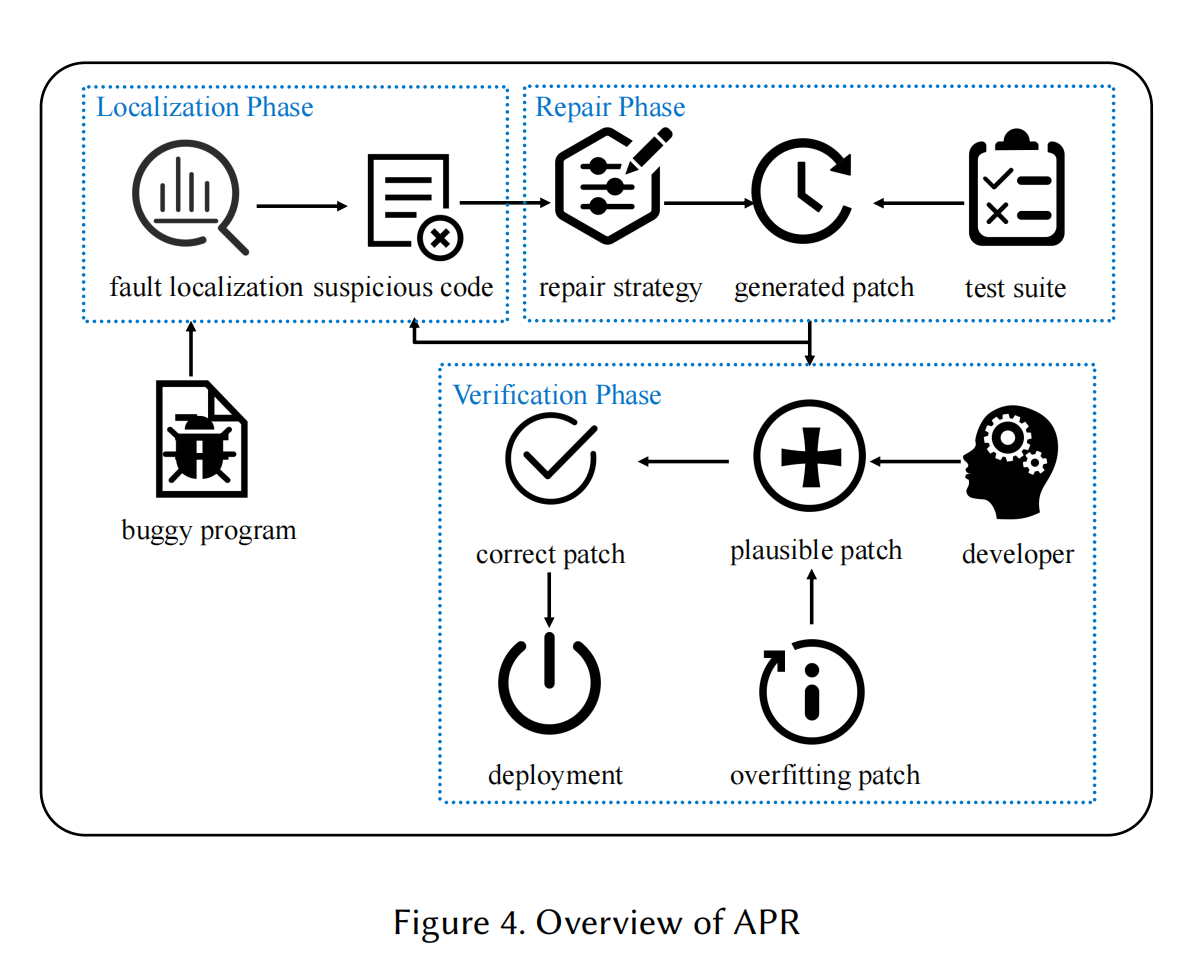 Localization Phase
Repair Phase
fault localization
suspicious code
repair strategy
generated patch
test suite
buggy program
Verification Phase
correct patch
plausible patch
developer
deployment
overfitting patch
Figure 4. Overview of APR